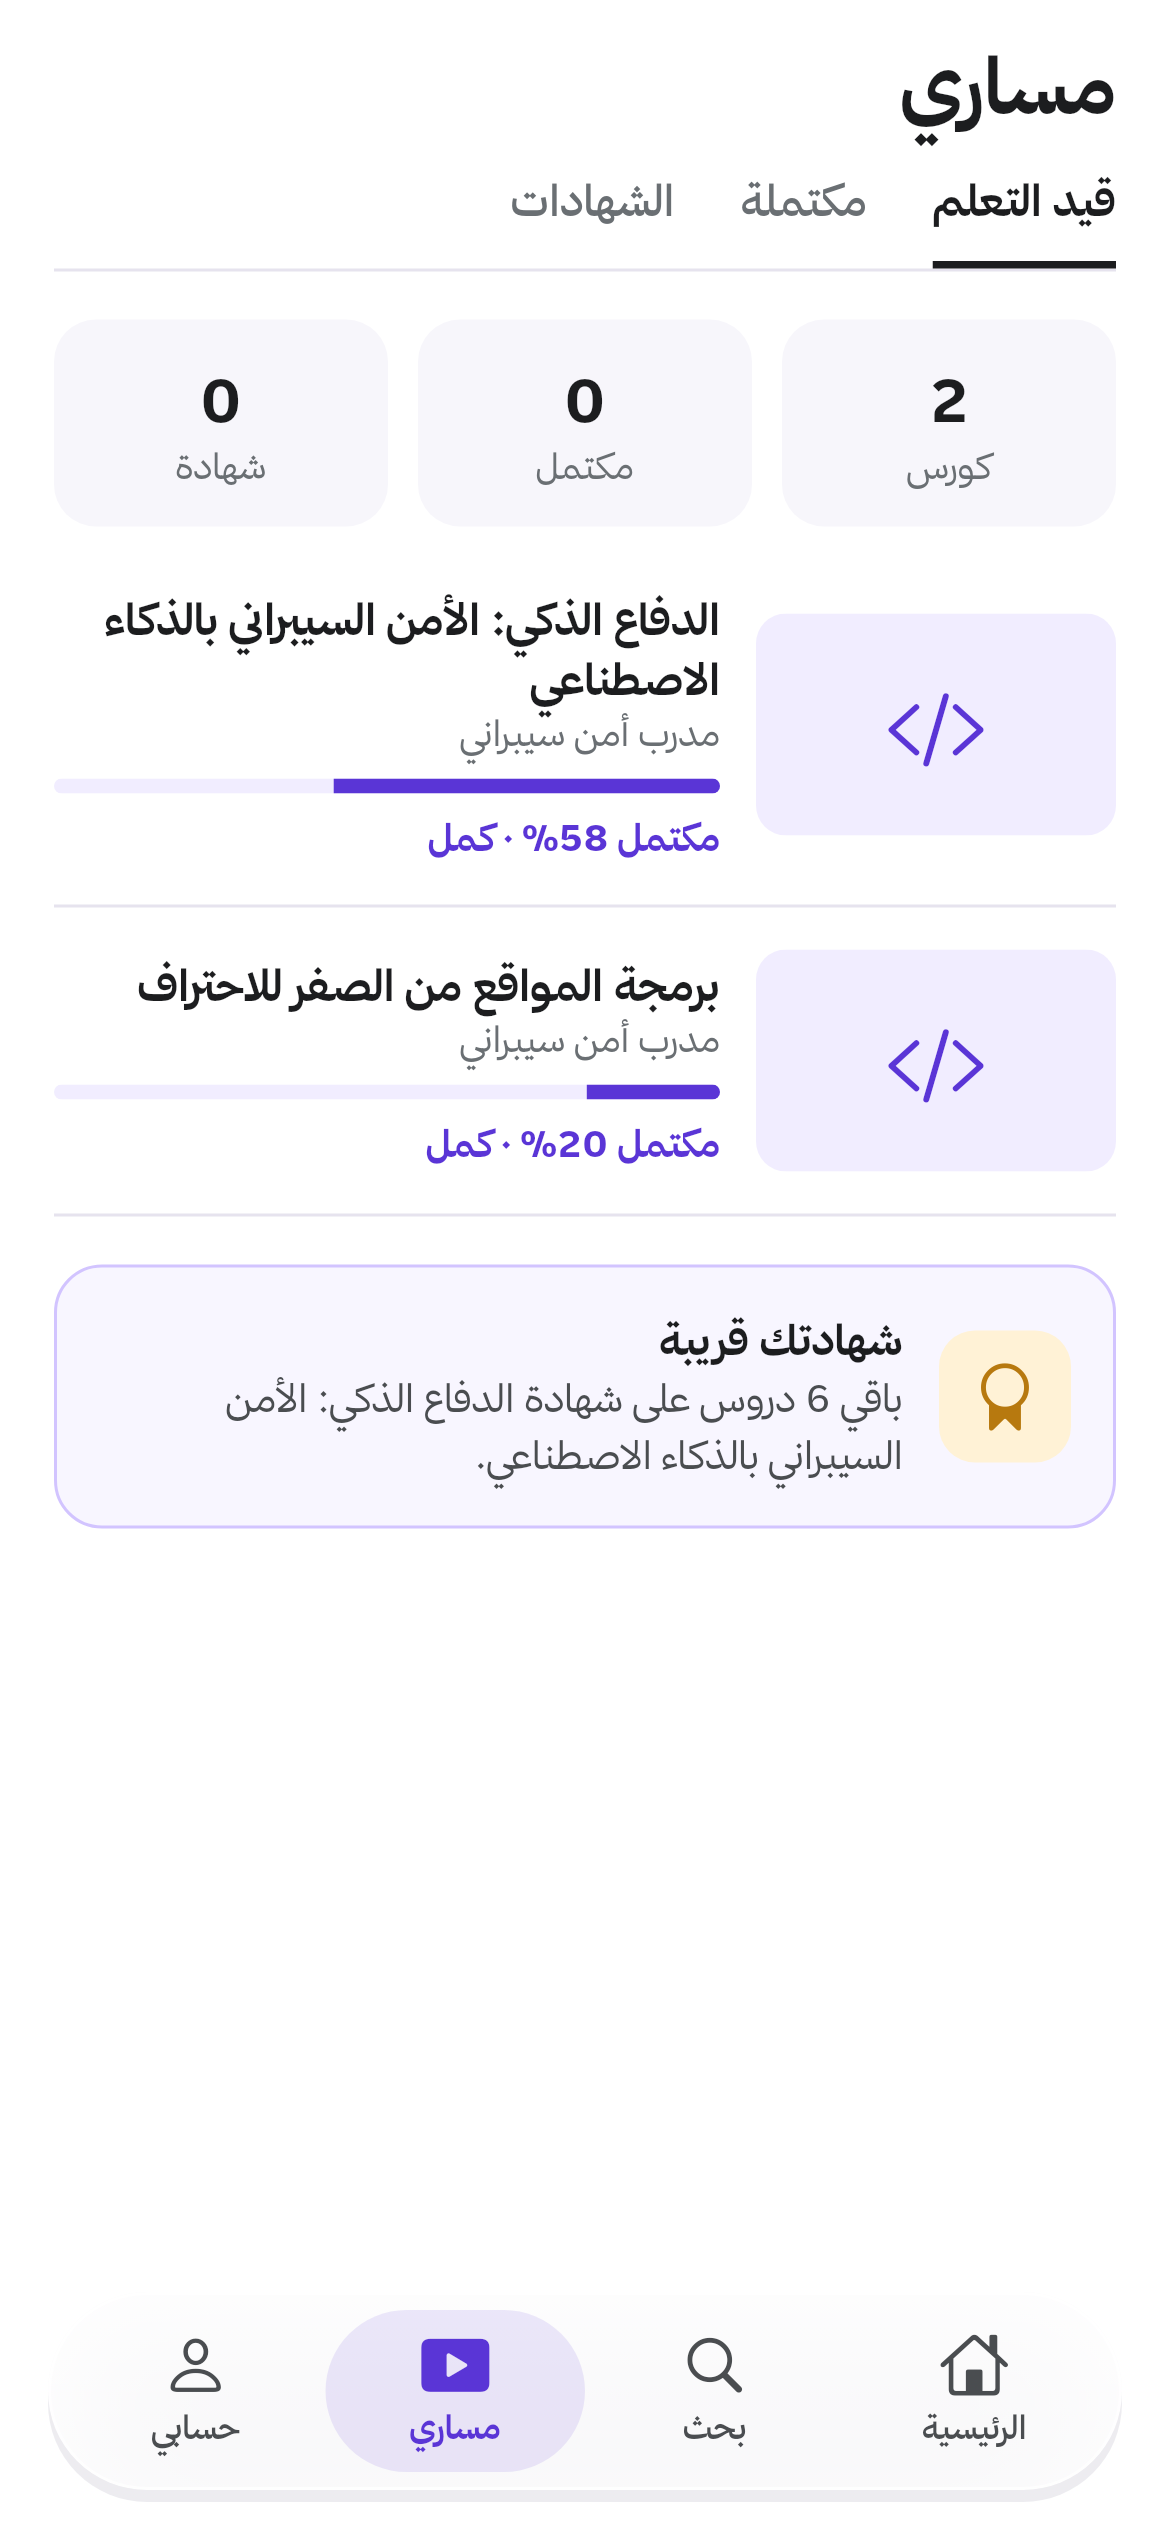 مساري
قيد التعلم
مكتملة
الشهادات
2
كورس
0
مكتمل
0
شهادة
الدفاع الذكي: الأمن السيبراني بالذكاء
الاصطناعي
مدرب أمن سيبراني
مكتمل 58% · كمل
برمجة المواقع من الصفر للاحتراف
مدرب أمن سيبراني
مكتمل 20% · كمل
شهادتك قريبة
باقي 6 دروس على شهادة الدفاع الذكي: الأمن
السيبراني بالذكاء الاصطناعي.
الرئيسية
بحث
مساري
حسابي